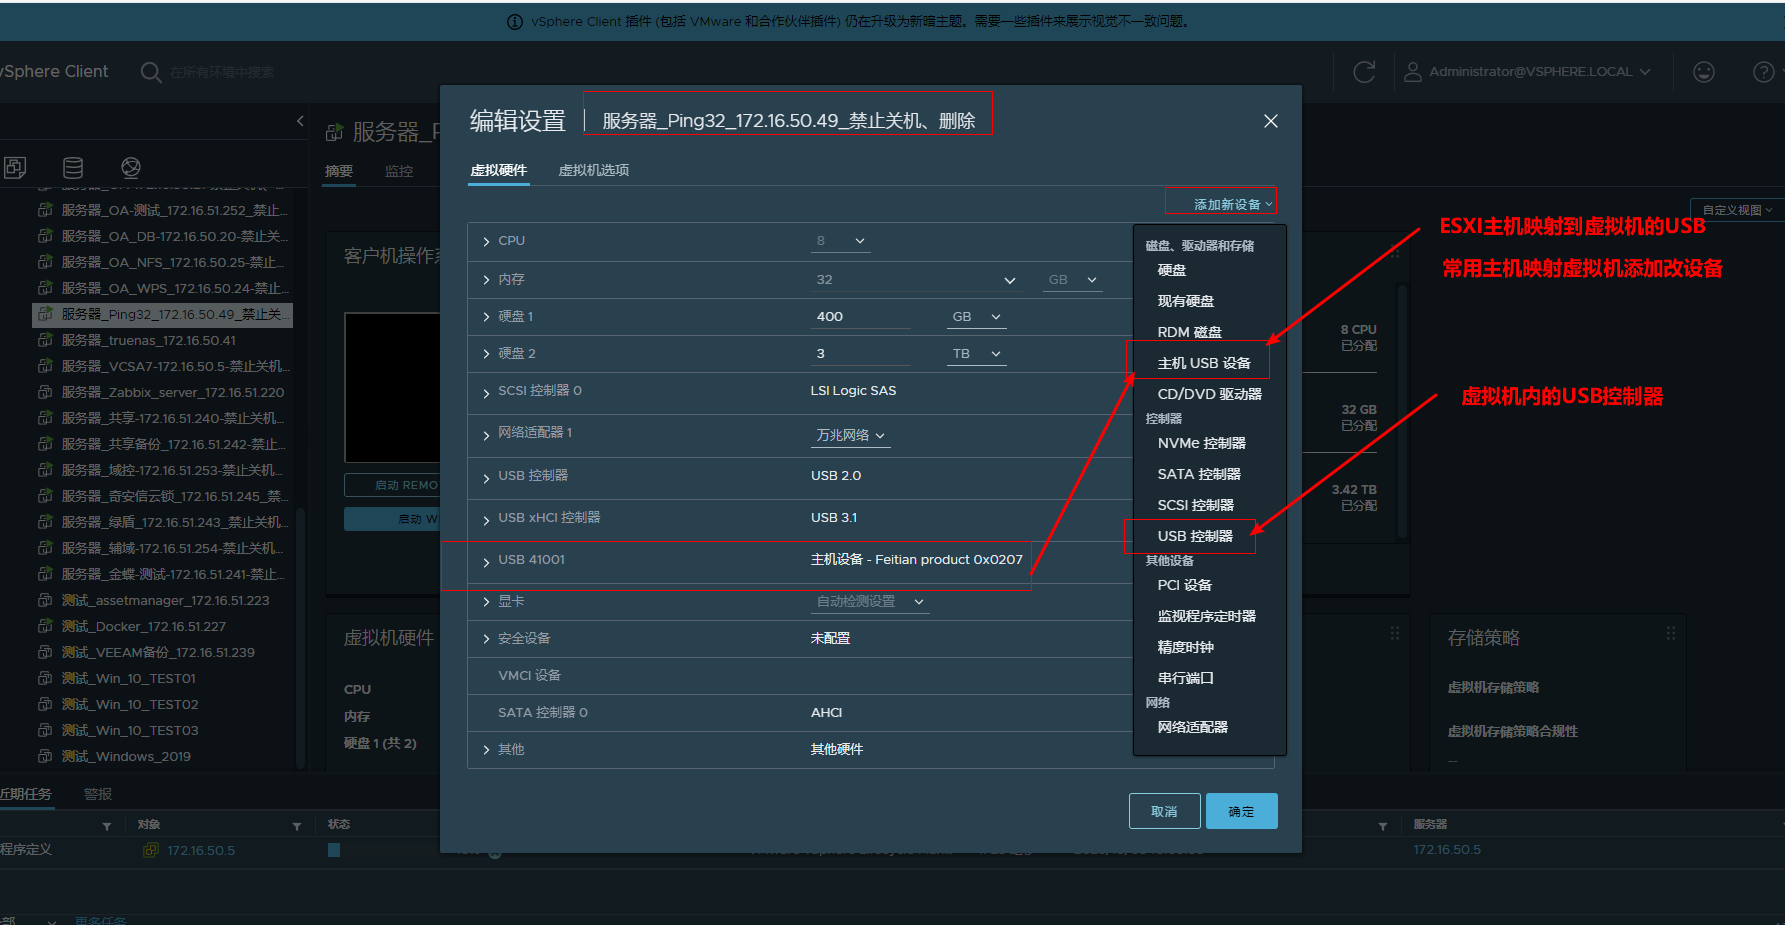 vSphere Client 插件 (包括 VMware 和合作伙伴插件) 仍在升级为新暗主题。需要一些插件来展示视觉不一致问题。
vSphere Client
在所有环境中搜索
Administrator@VSPHERE.LOCAL
服务器_OA-测试_172.16.51.252_禁止...
服务器_OA_DB-172.16.50.20-禁止关...
服务器_OA_NFS_172.16.50.25-禁止...
服务器_OA_WPS_172.16.50.24-禁止...
服务器_Ping32_172.16.50.49_禁止关...
服务器_truenas_172.16.50.41
服务器_VCSA7-172.16.50.5-禁止关机...
服务器_Zabbix_server_172.16.51.220
服务器_共享-172.16.51.240-禁止关机...
服务器_共享备份_172.16.51.242-禁止...
服务器_域控-172.16.51.253-禁止关机...
服务器_奇安信云锁_172.16.51.245_禁...
服务器_绿盾_172.16.51.243_禁止关机...
服务器_辅域-172.16.51.254-禁止关机...
服务器_金蝶-测试-172.16.51.241-禁止...
测试_assetmanager_172.16.51.223
测试_Docker_172.16.51.227
测试_VEEAM备份_172.16.51.239
测试_Win_10_TEST01
测试_Win_10_TEST02
测试_Win_10_TEST03
测试_Windows_2019
服务器_P
摘要
监控
自定义视图
客户机操作系
启动 REMO
启动 W
虚拟机硬件
CPU
内存
硬盘 1 (共 2)
编辑设置
服务器_Ping32_172.16.50.49_禁止关机、删除
虚拟硬件
虚拟机选项
添加新设备
CPU
8
内存
32
GB
硬盘 1
400
GB
硬盘 2
3
TB
SCSI 控制器 0
LSI Logic SAS
网络适配器 1
万兆网络
USB 控制器
USB 2.0
USB xHCI 控制器
USB 3.1
USB 41001
主机设备 - Feitian product 0x0207
显卡
自动检测设置
安全设备
未配置
VMCI 设备
SATA 控制器 0
AHCI
其他
其他硬件
取消
确定
磁盘、驱动器和存储
硬盘
现有硬盘
RDM 磁盘
主机 USB 设备
CD/DVD 驱动器
控制器
NVMe 控制器
SATA 控制器
SCSI 控制器
USB 控制器
其他设备
PCI 设备
监视程序定时器
精度时钟
串行端口
网络
网络适配器
ESXI主机映射到虚拟机的USB
常用主机映射虚拟机添加改设备
虚拟机内的USB控制器
8 CPU
已分配
32 GB
已分配
3.42 TB
已分配
存储策略
虚拟机存储策略
虚拟机存储策略合规性
--
近期任务
警报
对象
状态
服务器
程序定义
172.16.50.5
172.16.50.5
更多任务